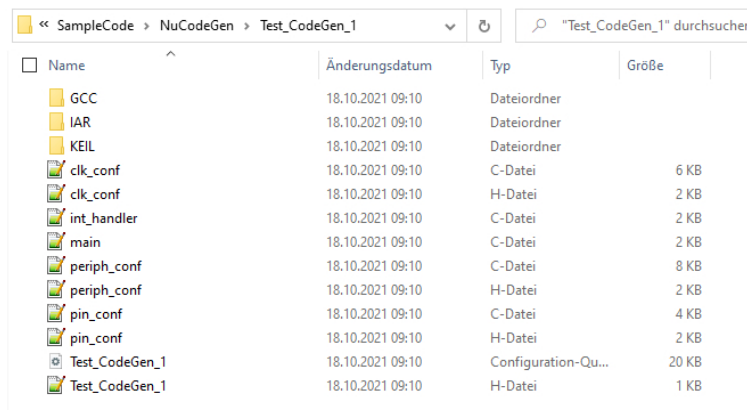 « SampleCode › NuCodeGen › Test_CodeGen_1 "Test_CodeGen_1" durchsuchen
Name Änderungsdatum Typ Größe
GCC 18.10.2021 09:10 Dateiordner
IAR 18.10.2021 09:10 Dateiordner
KEIL 18.10.2021 09:10 Dateiordner
clk_conf 18.10.2021 09:10 C-Datei 6 KB
clk_conf 18.10.2021 09:10 H-Datei 2 KB
int_handler 18.10.2021 09:10 C-Datei 2 KB
main 18.10.2021 09:10 C-Datei 2 KB
periph_conf 18.10.2021 09:10 C-Datei 8 KB
periph_conf 18.10.2021 09:10 H-Datei 2 KB
pin_conf 18.10.2021 09:10 C-Datei 4 KB
pin_conf 18.10.2021 09:10 H-Datei 2 KB
Test_CodeGen_1 18.10.2021 09:10 Configuration-Qu... 20 KB
Test_CodeGen_1 18.10.2021 09:10 H-Datei 1 KB